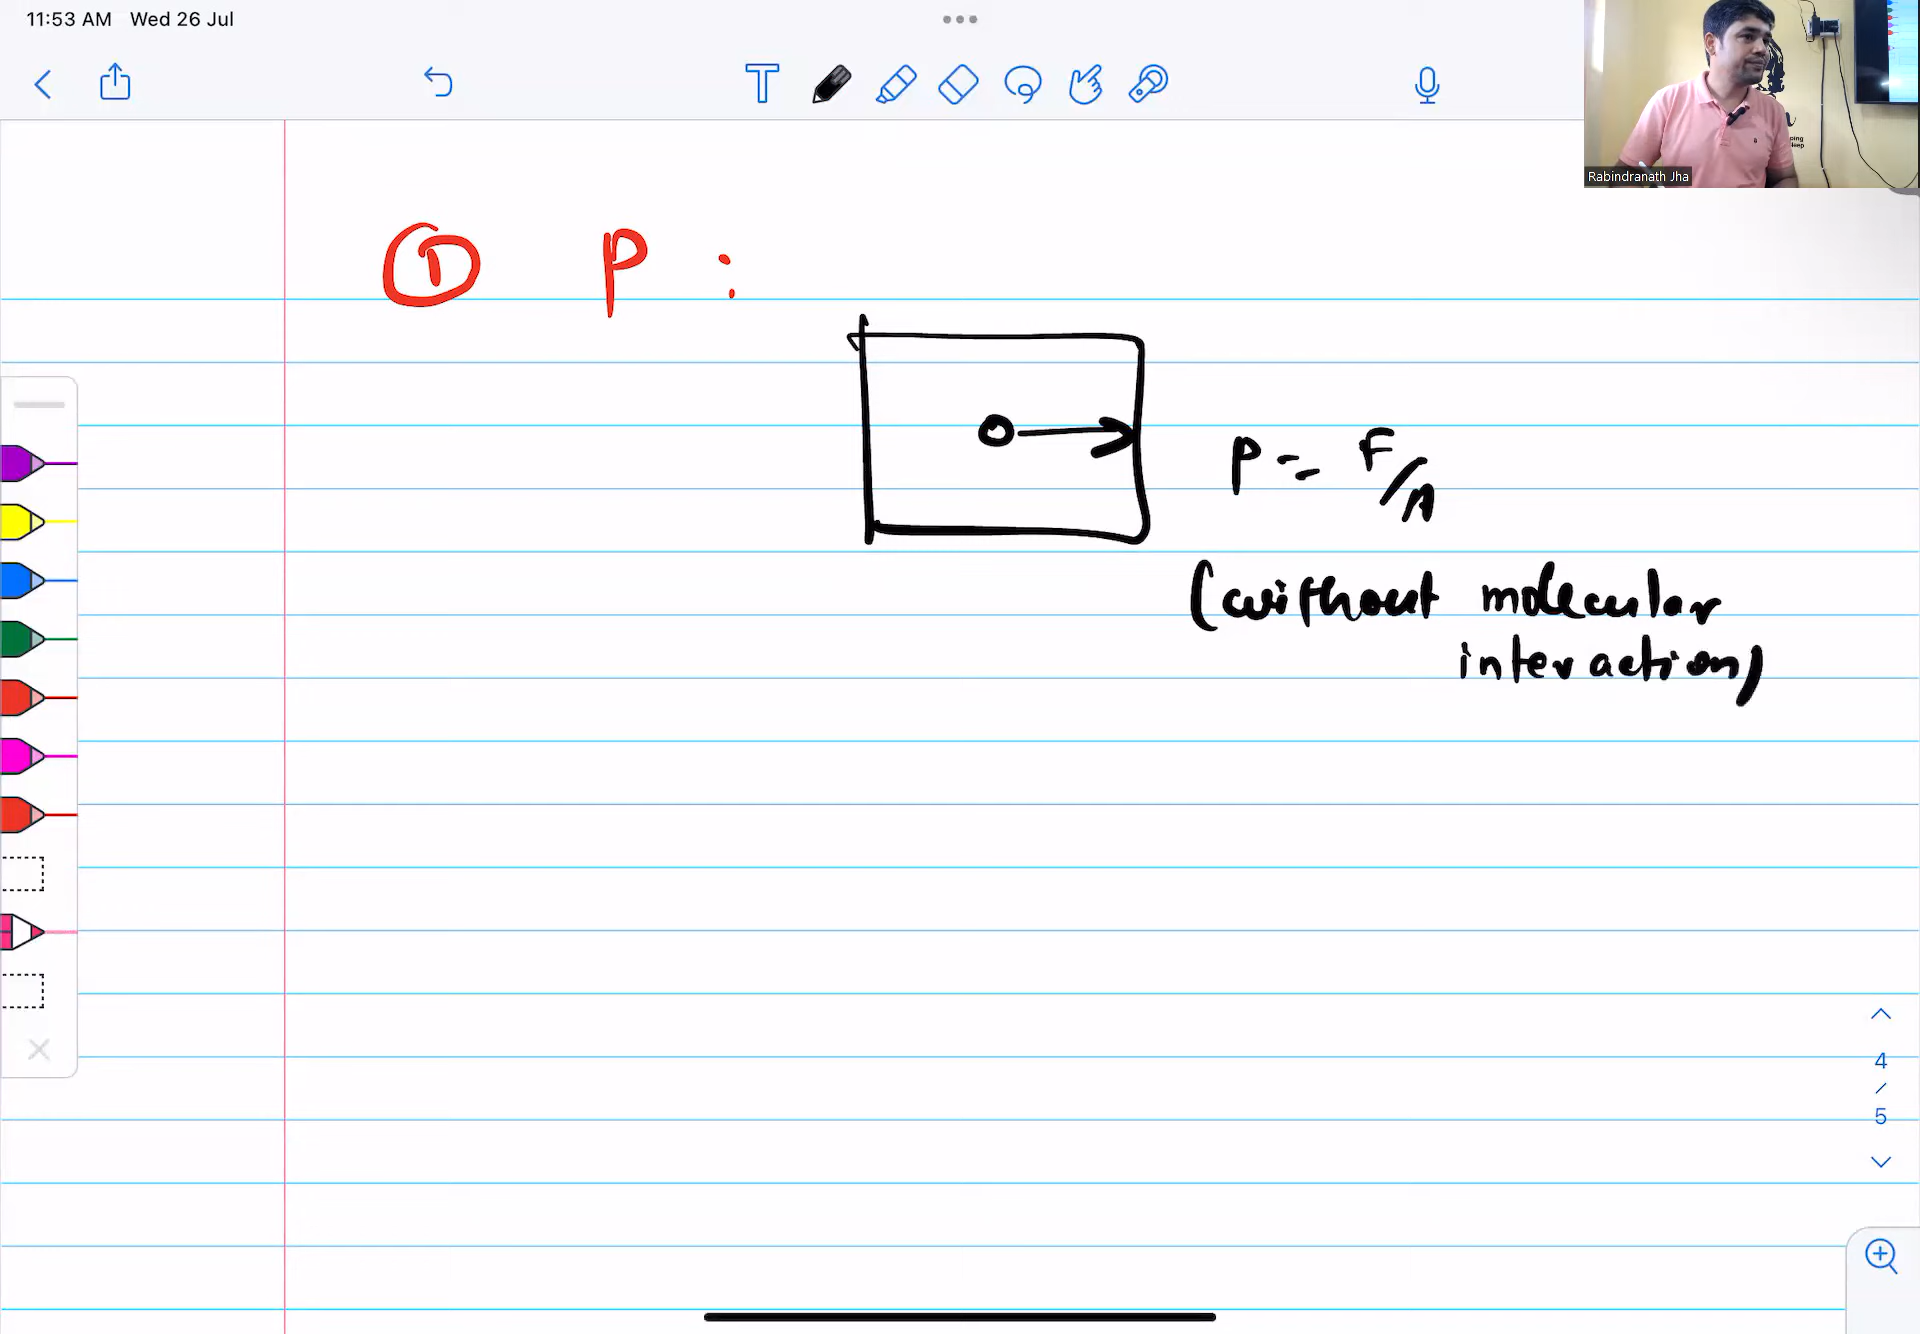 11:53 AM Wed 26 Jul
Rabindranath Jha
① P :
P = F/A
(without molecular
interaction)
4
/
5